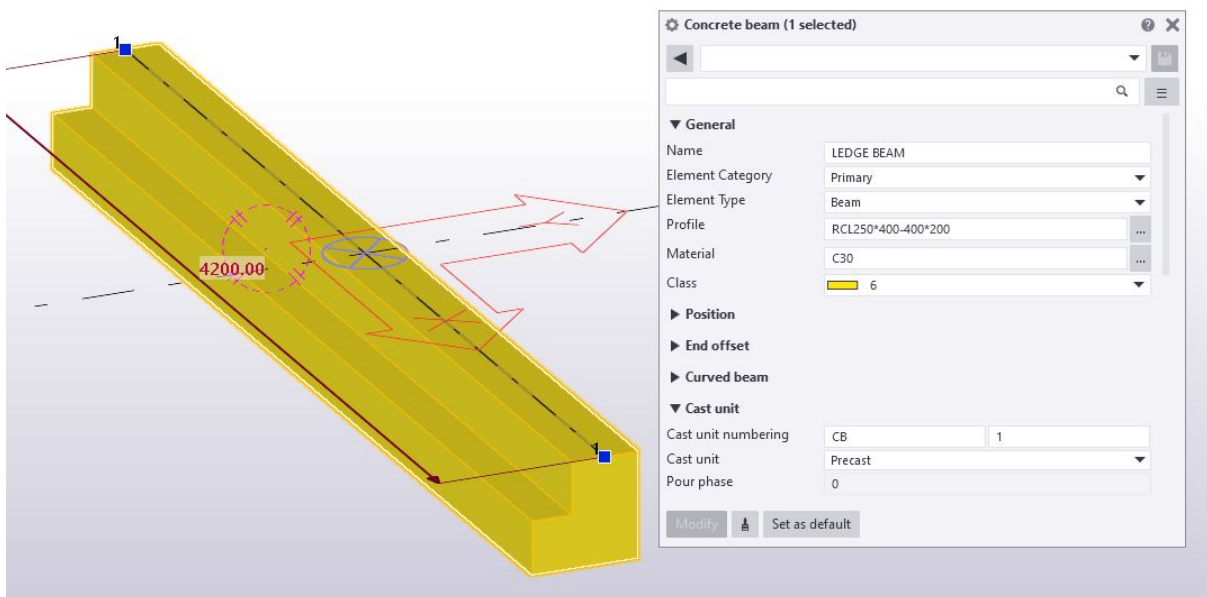 1
4200,00
1
Concrete beam (1 selected)
General
Name LEDGE BEAM
Element Category Primary
Element Type Beam
Profile RCL250*400-400*200 ...
Material C30 ...
Class 6
Position
End offset
Curved beam
Cast unit
Cast unit numbering CB 1
Cast unit Precast
Pour phase 0
Modify Set as default